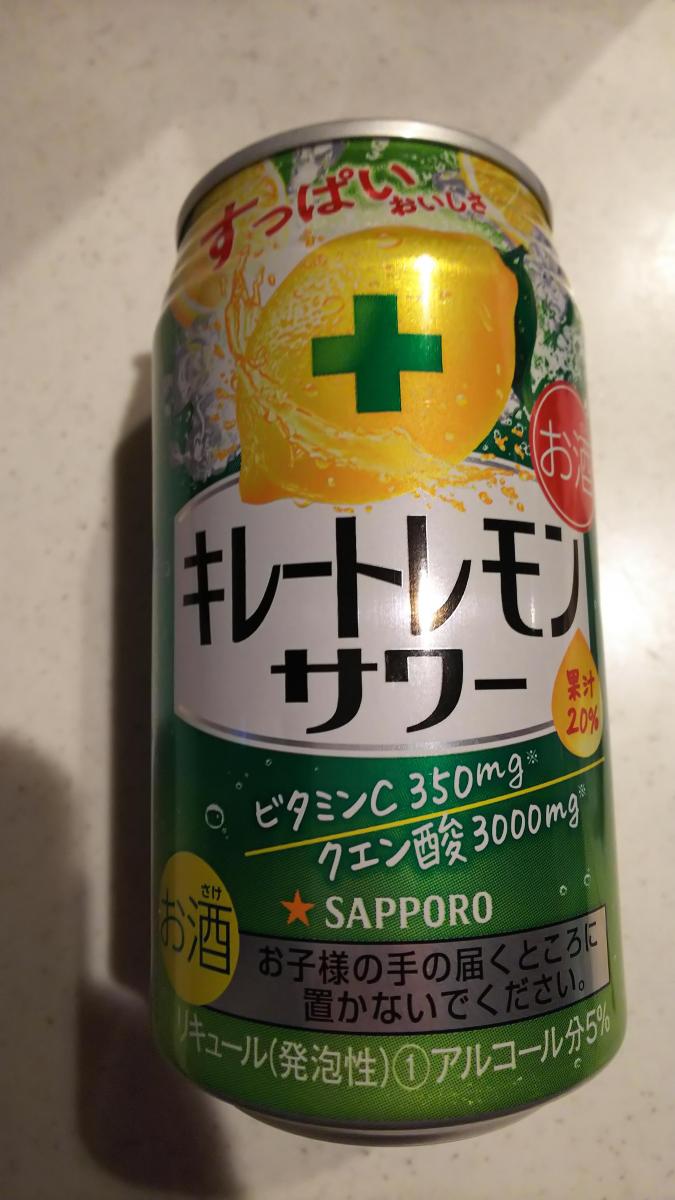 すっぱい
おいしさ
お酒
キレートレモン
サワー
果汁
20%
ビタミンC 350mg※
クエン酸 3000mg※
★ SAPPORO
さけ
お酒
お子様の手の届くところに
置かないでください。
リキュール(発泡性)①アルコール分5%